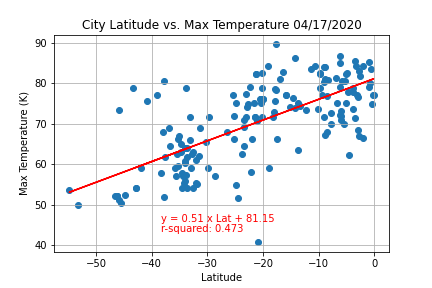 City Latitude vs. Max Temperature 04/17/2020
90
80
70
60
50
40
Max Temperature (K)
y = 0.51 x Lat + 81.15
r-squared: 0.473
−50 −40 −30 −20 −10 0
Latitude